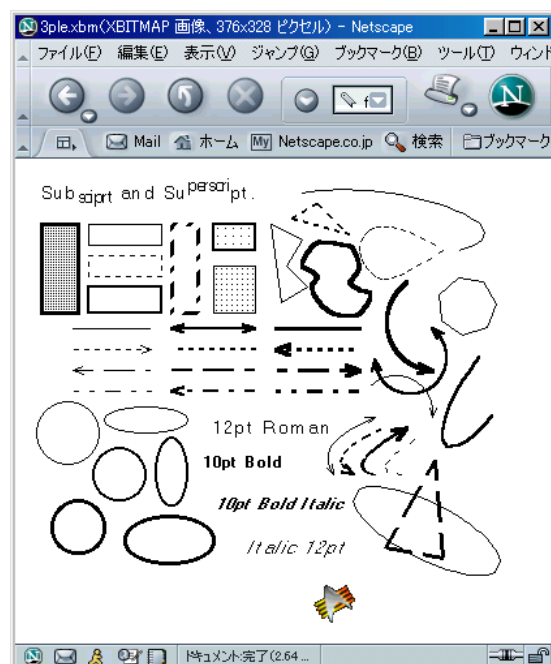 3ple.xbm(XBITMAP 画像、376x328 ピクセル) - Netscape
ファイル(F) 編集(E) 表示(V) ジャンプ(G) ブックマーク(B) ツール(T) ウィンド
f
Mail ホーム My Netscape.co.jp 検索 ブックマーク
Subsciprt and Superscript.
12pt Roman
10pt Bold
10pt Bold Italic
Italic 12pt
ドキュメント:完了(2.64 ...